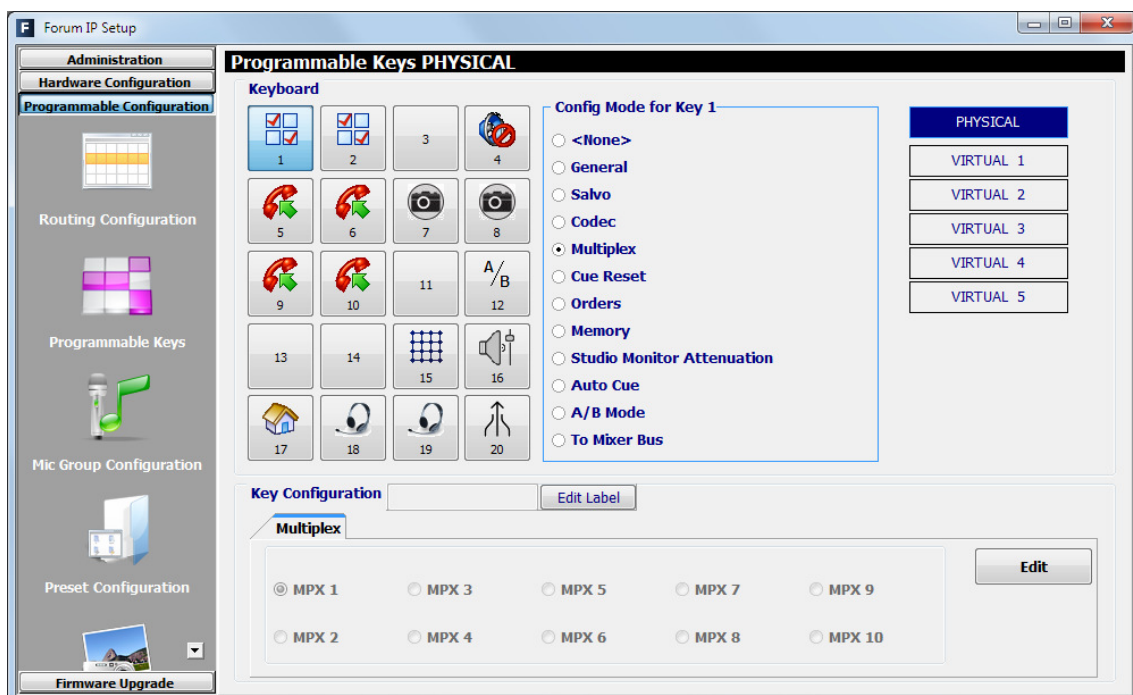 Forum IP Setup
Administration
Hardware Configuration
Programmable Configuration
Routing Configuration
Programmable Keys
Mic Group Configuration
Preset Configuration
Firmware Upgrade
Programmable Keys PHYSICAL
Keyboard
1 2 3 4
5 6 7 8
9 10 11 A/B 12
13 14 15 16
17 18 19 20
Config Mode for Key 1
<None>
General
Salvo
Codec
Multiplex
Cue Reset
Orders
Memory
Studio Monitor Attenuation
Auto Cue
A/B Mode
To Mixer Bus
PHYSICAL
VIRTUAL 1
VIRTUAL 2
VIRTUAL 3
VIRTUAL 4
VIRTUAL 5
Key Configuration Edit Label
Multiplex
MPX 1 MPX 3 MPX 5 MPX 7 MPX 9
MPX 2 MPX 4 MPX 6 MPX 8 MPX 10
Edit